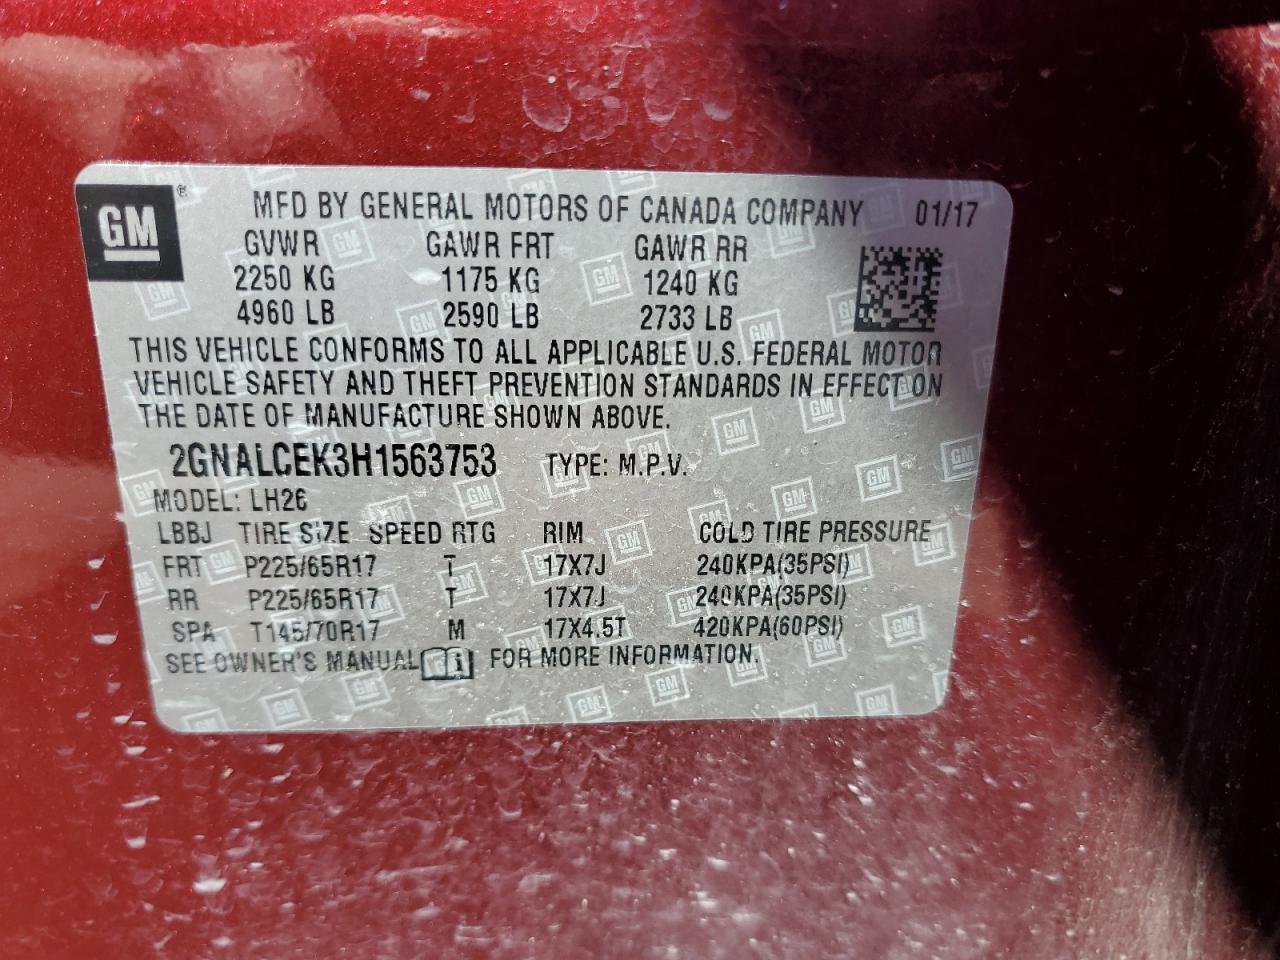 GM ® MFD BY GENERAL MOTORS OF CANADA COMPANY 01/17
GVWR GAWR FRT GAWR RR
2250 KG 1175 KG 1240 KG
4960 LB 2590 LB 2733 LB
THIS VEHICLE CONFORMS TO ALL APPLICABLE U.S. FEDERAL MOTOR
VEHICLE SAFETY AND THEFT PREVENTION STANDARDS IN EFFECT ON
THE DATE OF MANUFACTURE SHOWN ABOVE.
2GNALCEK3H1563753 TYPE: M.P.V.
MODEL: LH26
LBBJ TIRE SIZE SPEED RTG RIM COLD TIRE PRESSURE
FRT P225/65R17 T 17X7J 240KPA(35PSI)
RR P225/65R17 T 17X7J 240KPA(35PSI)
SPA T145/70R17 M 17X4.5T 420KPA(60PSI)
SEE OWNER'S MANUAL i FOR MORE INFORMATION.